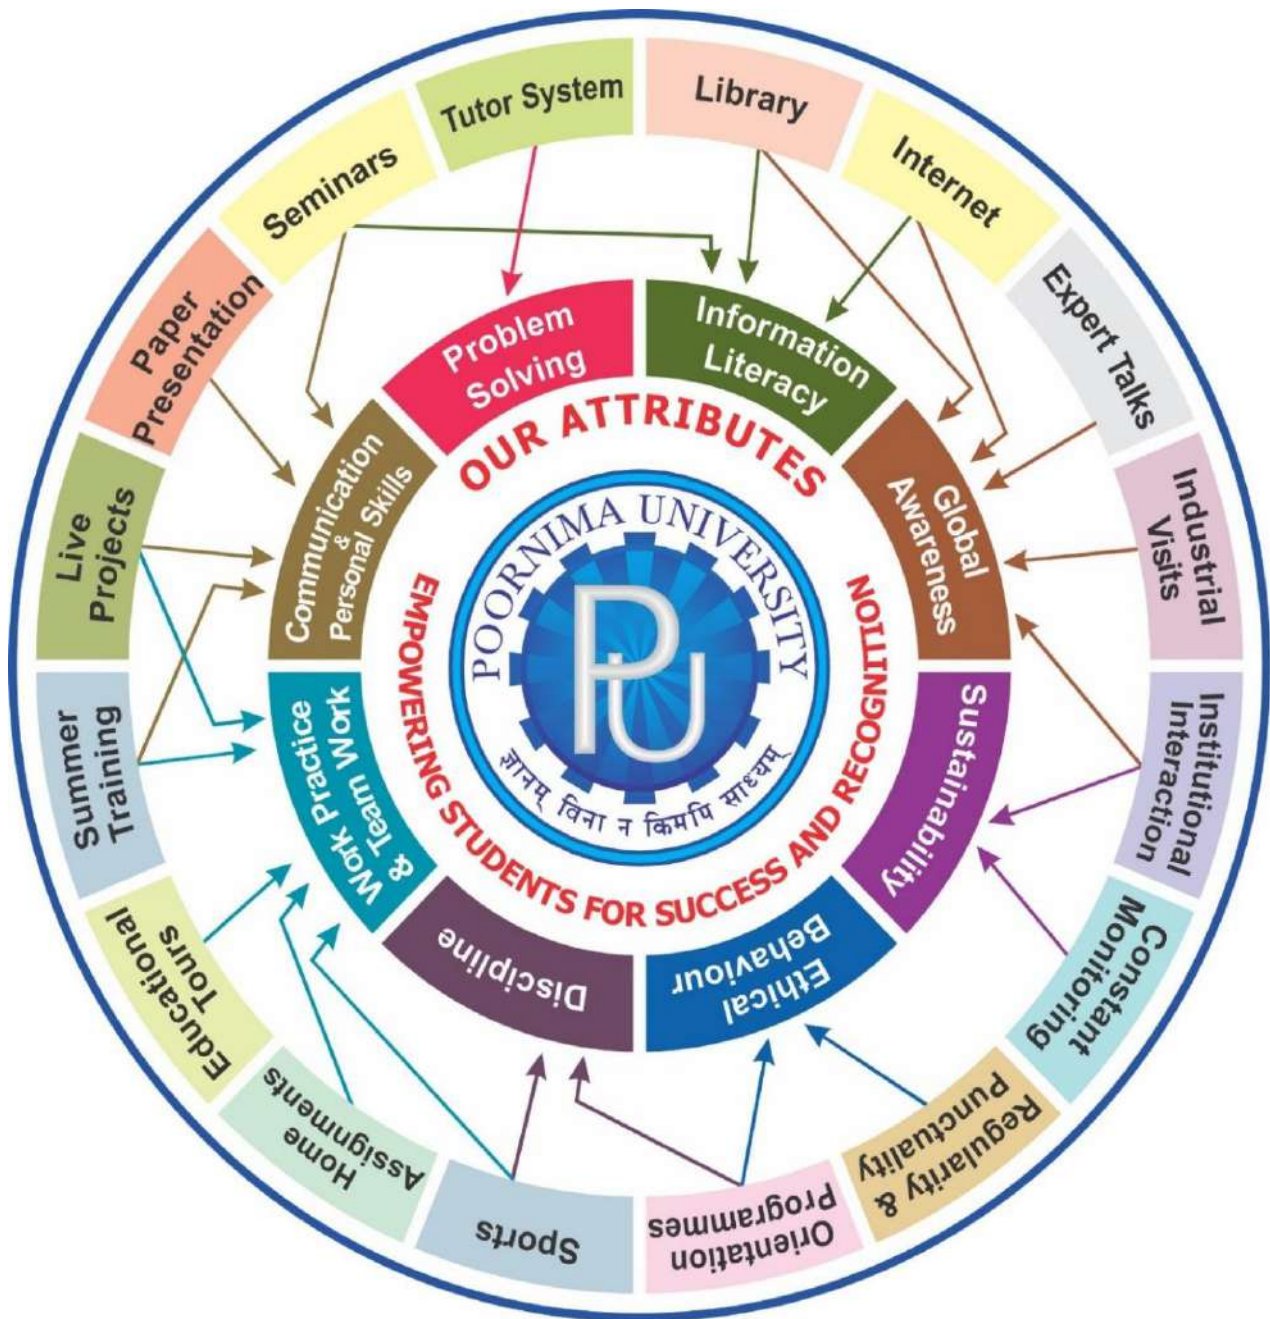 Tutor System
Library
Internet
Expert Talks
Industrial
Visits
Institutional
Interaction
Constant
Monitoring
Regularity &
Punctuality
Orientation
Programmes
Sports
Home
Assignments
Educational
Tours
Summer
Training
Live
Projects
Paper
Presentation
Seminars
Problem
Solving
Information
Literacy
Global
Awareness
Sustainability
Ethical
Behaviour
Discipline
Work Practice
& Team Work
Communication
&
Personal Skills
OUR ATTRIBUTES
EMPOWERING STUDENTS FOR SUCCESS AND RECOGNITION
POORNIMA UNIVERSITY
PU
ज्ञानम् विना न किमपि साध्यम्